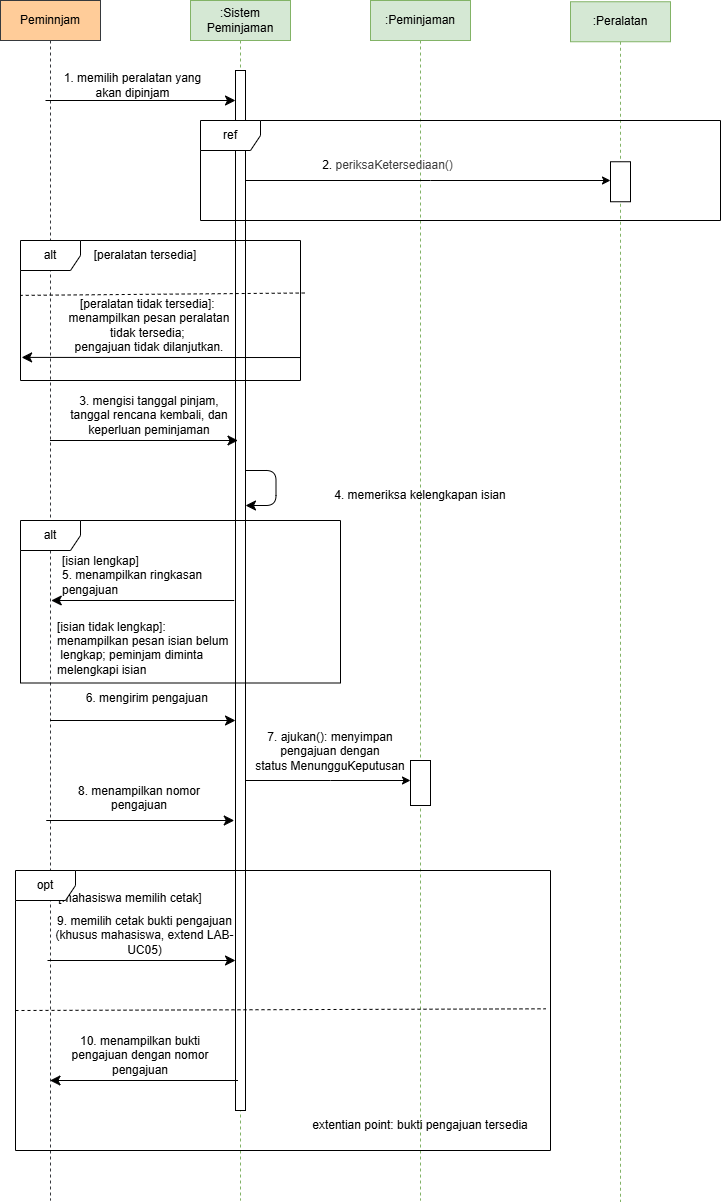 Peminnjam
:Sistem
Peminjaman
:Peminjaman
:Peralatan
1. memilih peralatan yang
akan dipinjam
ref
2. periksaKetersediaan()
alt
[peralatan tersedia]
[peralatan tidak tersedia]:
menampilkan pesan peralatan
tidak tersedia;
pengajuan tidak dilanjutkan.
3. mengisi tanggal pinjam,
tanggal rencana kembali, dan
keperluan peminjaman
4. memeriksa kelengkapan isian
alt
[isian lengkap]
5. menampilkan ringkasan
pengajuan
[isian tidak lengkap]:
menampilkan pesan isian belum
lengkap; peminjam diminta
melengkapi isian
6. mengirim pengajuan
7. ajukan(): menyimpan
pengajuan dengan
status MenungguKeputusan
8. menampilkan nomor
pengajuan
opt
[mahasiswa memilih cetak]
9. memilih cetak bukti pengajuan
(khusus mahasiswa, extend LAB-
UC05)
10. menampilkan bukti
pengajuan dengan nomor
pengajuan
extentian point: bukti pengajuan tersedia